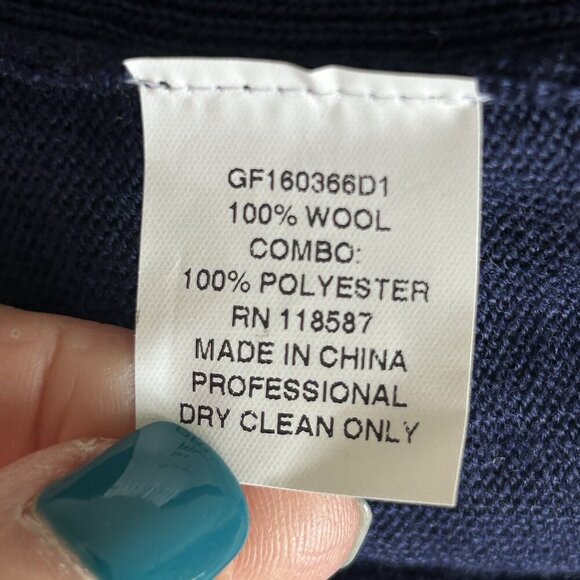 GF160366D1
100% WOOL
COMBO:
100% POLYESTER
RN 118587
MADE IN CHINA
PROFESSIONAL
DRY CLEAN ONLY